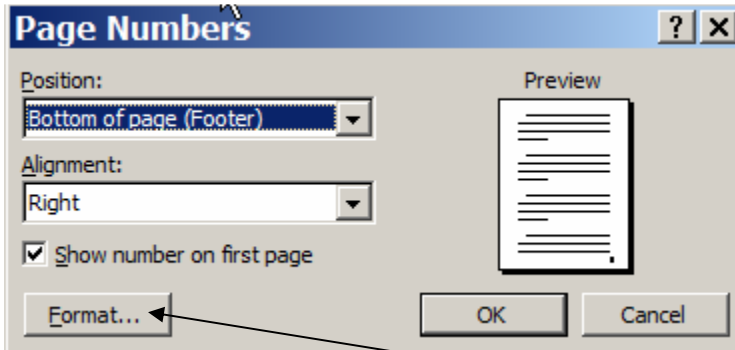 Page Numbers
Position:
Preview
Bottom of page (Footer)
Alignment:
Right
Show number on first page
Format...
OK
Cancel